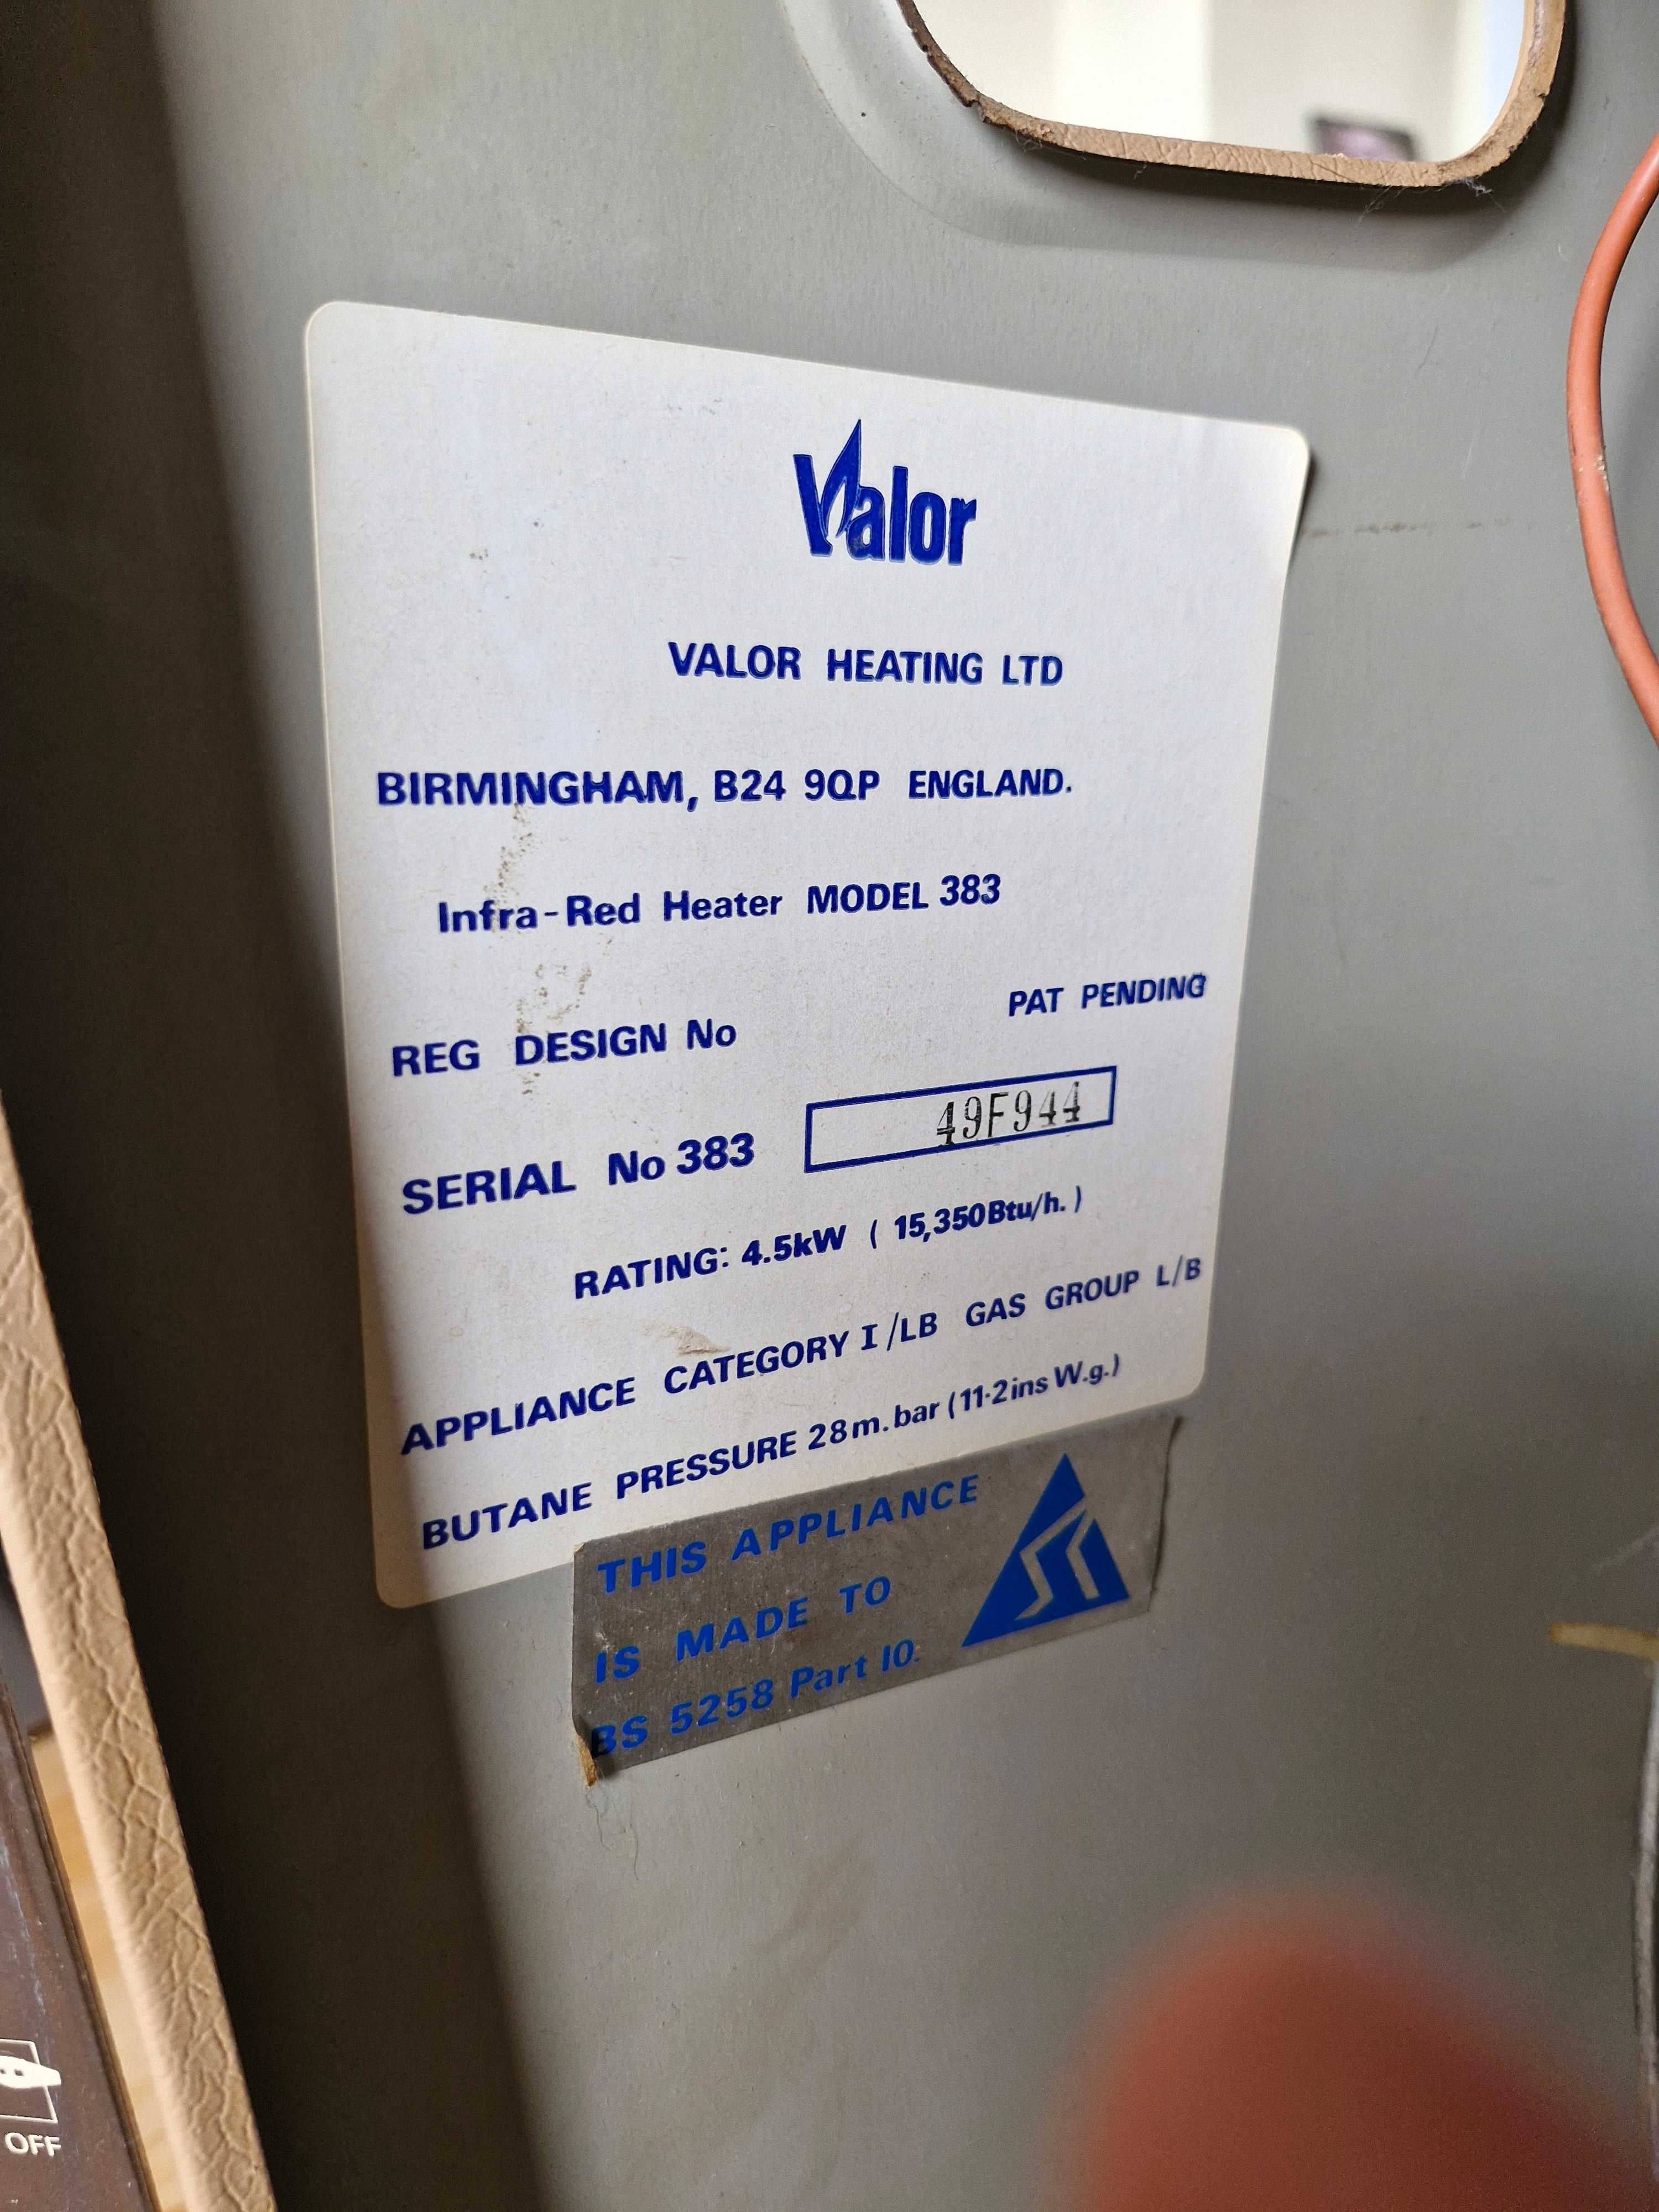 Valor
VALOR HEATING LTD
BIRMINGHAM, B24 9QP ENGLAND.
Infra-Red Heater MODEL 383
PAT PENDING
REG DESIGN No
SERIAL No 383 49F944
RATING: 4.5kW ( 15,350Btu/h. )
APPLIANCE CATEGORY I/LB GAS GROUP L/B
BUTANE PRESSURE 28m.bar (11·2ins W.g.)
THIS APPLIANCE
IS MADE TO
BS 5258 Part 10.
OFF